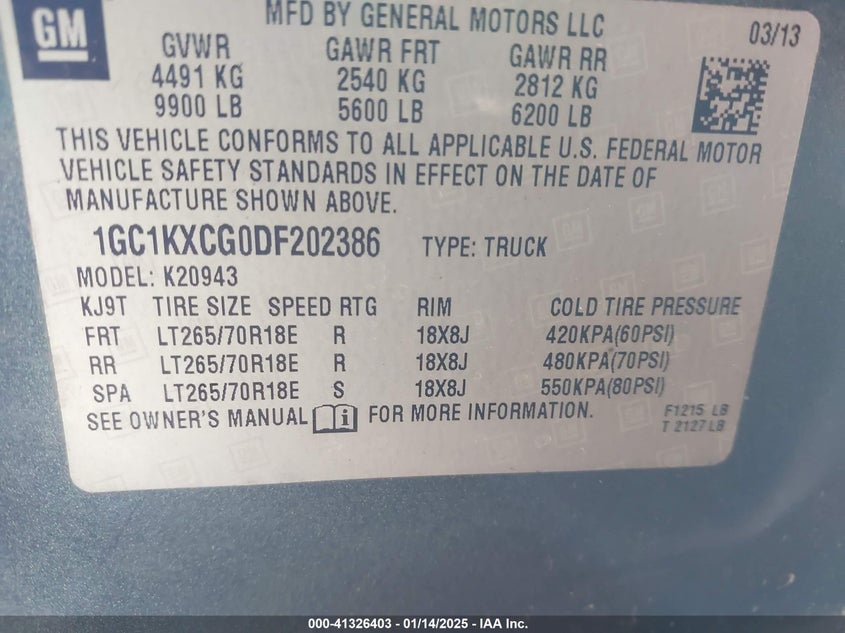 GM
MFD BY GENERAL MOTORS LLC 03/13
GVWR GAWR FRT GAWR RR
4491 KG 2540 KG 2812 KG
9900 LB 5600 LB 6200 LB
THIS VEHICLE CONFORMS TO ALL APPLICABLE U.S. FEDERAL MOTOR
VEHICLE SAFETY STANDARDS IN EFFECT ON THE DATE OF
MANUFACTURE SHOWN ABOVE.
1GC1KXCG0DF202386 TYPE: TRUCK
MODEL: K20943
KJ9T TIRE SIZE SPEED RTG RIM COLD TIRE PRESSURE
FRT LT265/70R18E R 18X8J 420KPA(60PSI)
RR LT265/70R18E R 18X8J 480KPA(70PSI)
SPA LT265/70R18E S 18X8J 550KPA(80PSI)
SEE OWNER'S MANUAL FOR MORE INFORMATION.
F1215 LB
T 2127 LB
000-41326403 - 01/14/2025 - IAA Inc.